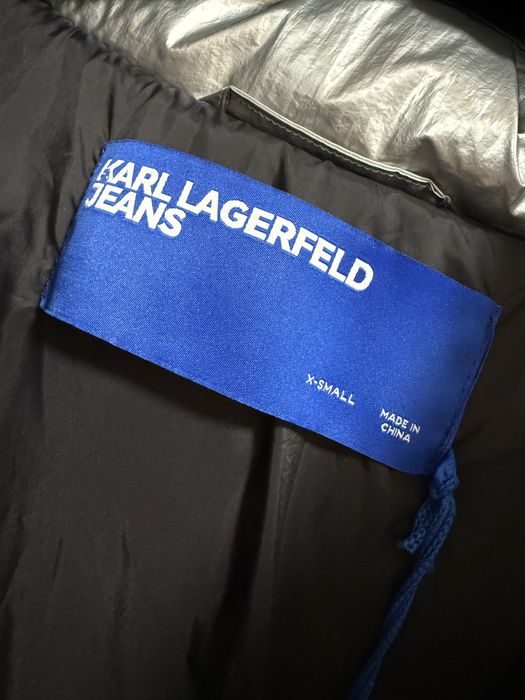 KARL LAGERFELD
JEANS
X-SMALL
MADE IN
CHINA